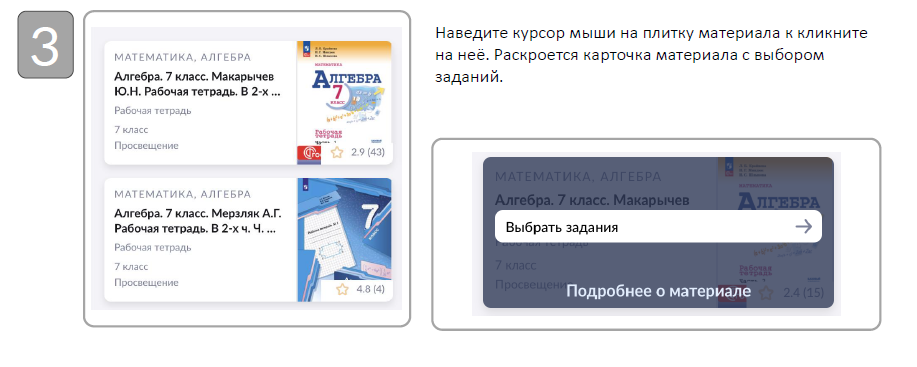 3
МАТЕМАТИКА, АЛГЕБРА
Алгебра. 7 класс. Макарычев
Ю.Н. Рабочая тетрадь. В 2-х ...
Рабочая тетрадь
7 класс
Просвещение
МАТЕМАТИКА
АЛГЕБРА
7
КЛАСС
Рабочая
тетрадь
2.9 (43)
МАТЕМАТИКА, АЛГЕБРА
Алгебра. 7 класс. Мерзляк А.Г.
Рабочая тетрадь. В 2-х ч. Ч. ...
Рабочая тетрадь
7 класс
Просвещение
7
4.8 (4)
Наведите курсор мыши на плитку материала к кликните
на неё. Раскроется карточка материала с выбором
заданий.
МАТЕМАТИКА, АЛГЕБРА
Алгебра. 7 класс. Макарычев
Выбрать задания
Рабочая тетрадь
7 класс
Просвещение
Подробнее о материале
АЛГЕБРА
2.4 (15)